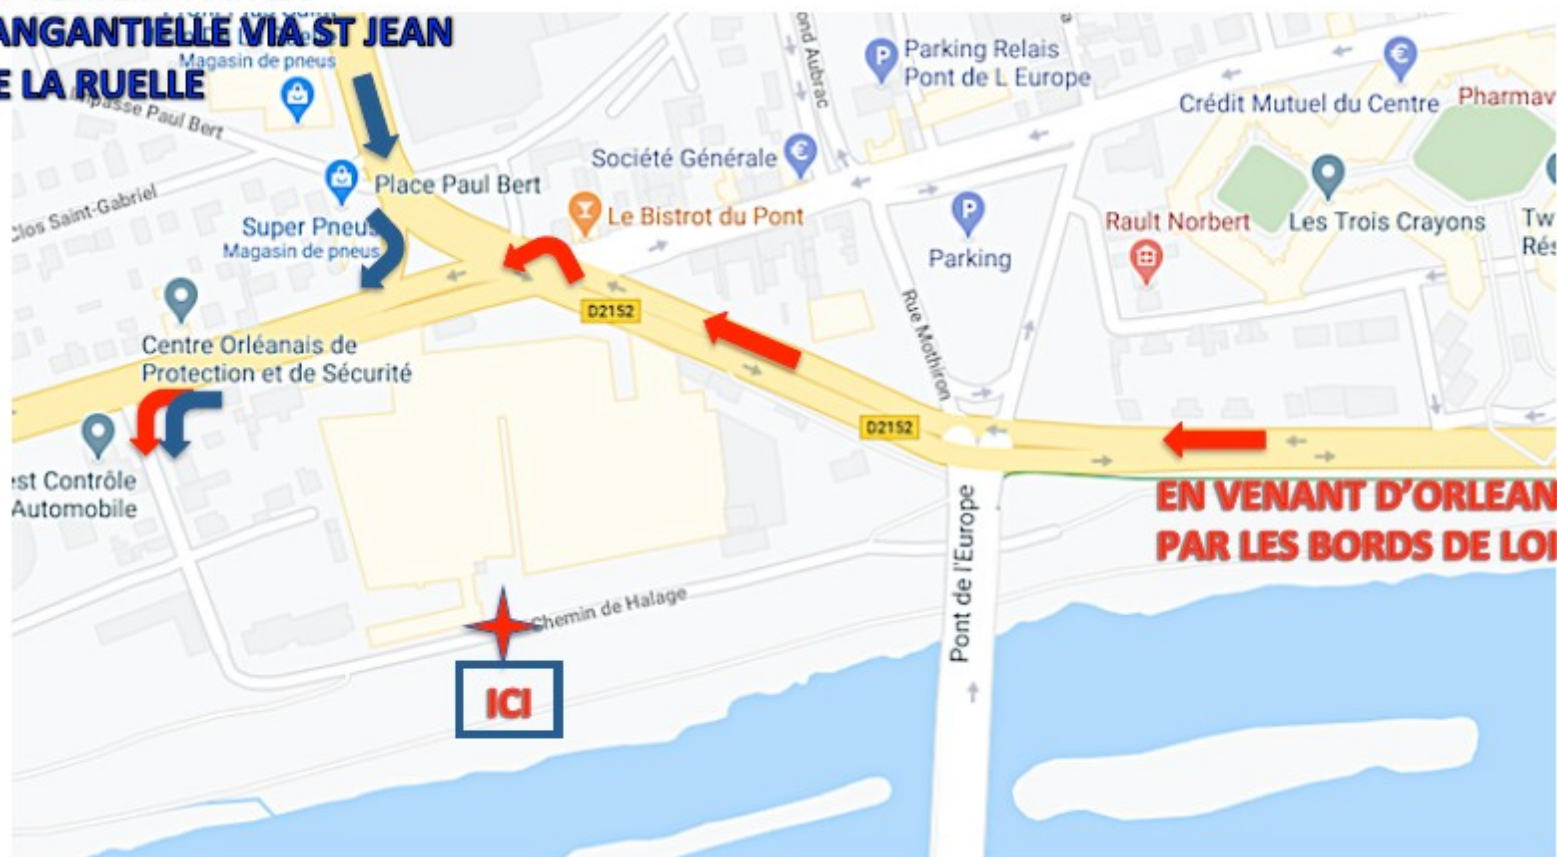 ANGANTIELLE VIA ST JEAN
E LA RUELLE
Magasin de pneus
Impasse Paul Bert
Clos Saint-Gabriel
Place Paul Bert
Super Pneus
Magasin de pneus
Société Générale
Le Bistrot du Pont
ond Aubrac
Parking Relais
Pont de L Europe
Crédit Mutuel du Centre
Pharmav
Parking
Rault Norbert
Les Trois Crayons
Tw
Rés
Rue Mothiron
D2152
D2152
Centre Orléanais de
Protection et de Sécurité
est Contrôle
Automobile
EN VENANT D'ORLEAN
PAR LES BORDS DE LOI
Pont de l'Europe
Chemin de Halage
ICI